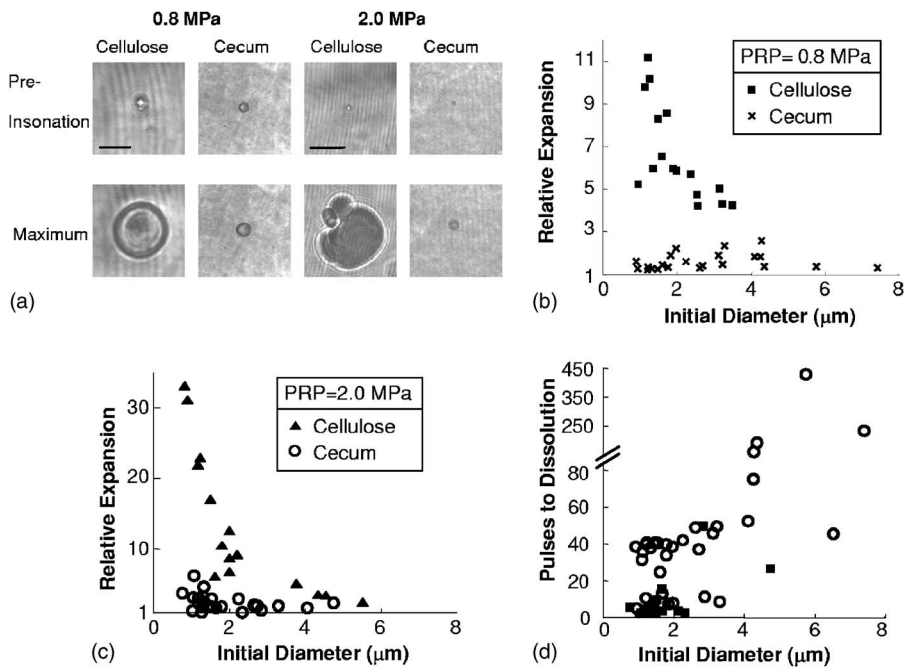 0.8 MPa 2.0 MPa
Cellulose Cecum Cellulose Cecum
Pre-
Insonation
Maximum
(a)
11
9
7
5
3
1
Relative Expansion
PRP= 0.8 MPa
Cellulose
Cecum
0 2 4 6 8
Initial Diameter (μm)
(b)
30
20
10
1
Relative Expansion
PRP=2.0 MPa
Cellulose
Cecum
0 2 4 6 8
Initial Diameter (μm)
(c)
450
350
250
80
60
40
20
0
Pulses to Dissolution
0 2 4 6 8
Initial Diameter (μm)
(d)